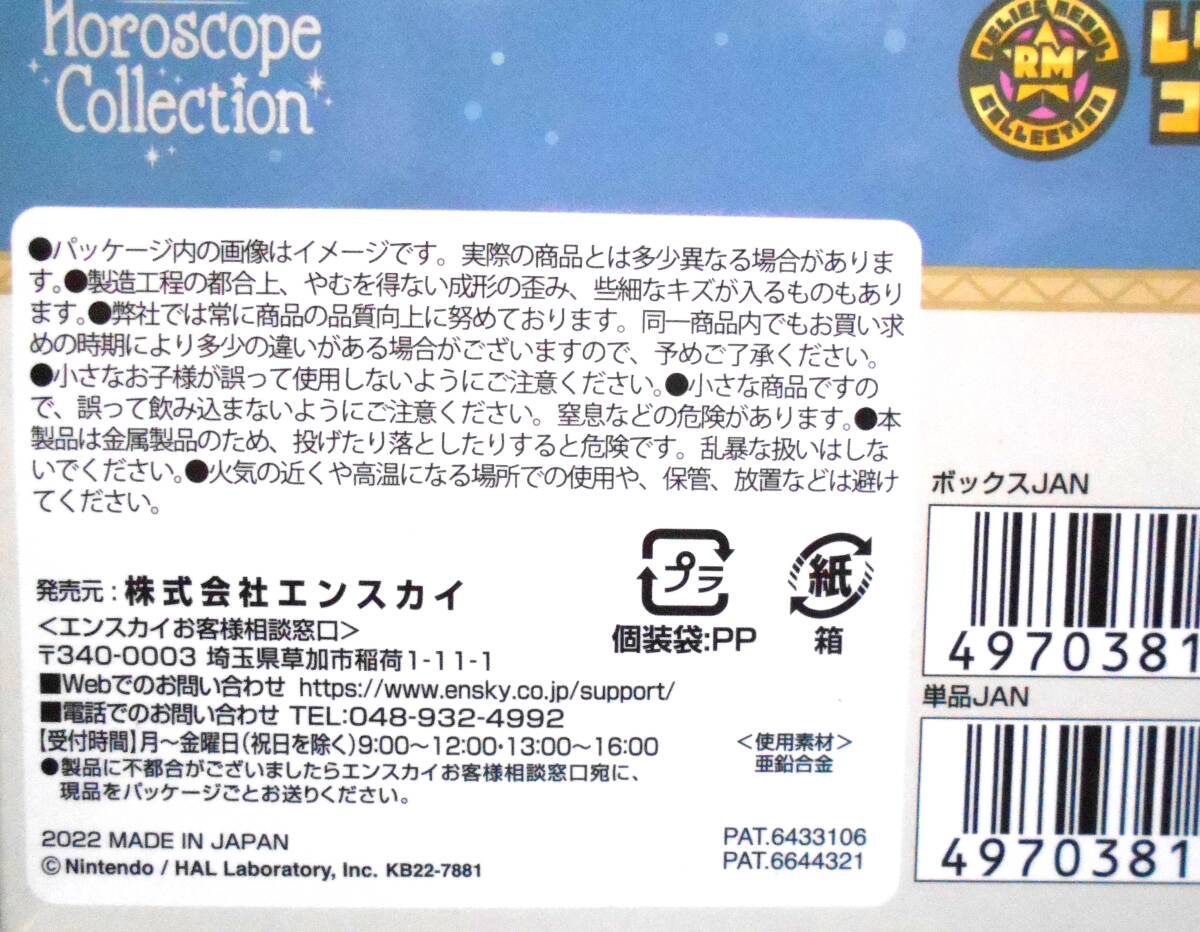 Horoscope
Collection
RELIEF MEDAL
RM
COLLECTION
コ
●パッケージ内の画像はイメージです。実際の商品とは多少異なる場合がありま
す。●製造工程の都合上、やむを得ない成形の歪み、些細なキズが入るものもあり
ます。●弊社では常に商品の品質向上に努めております。同一商品内でもお買い求
めの時期により多少の違いがある場合がございますので、予めご了承ください。
●小さなお子様が誤って使用しないようにご注意ください。●小さな商品ですの
で、誤って飲み込まないようにご注意ください。窒息などの危険があります。●本
製品は金属製品のため、投げたり落としたりすると危険です。乱暴な扱いはしな
いでください。●火気の近くや高温になる場所での使用や、保管、放置などは避け
てください。
発売元：株式会社エンスカイ
＜エンスカイお客様相談窓口＞
〒340-0003 埼玉県草加市稲荷1-11-1
■Webでのお問い合わせ https://www.ensky.co.jp/support/
■電話でのお問い合わせ TEL:048-932-4992
【受付時間】月〜金曜日（祝日を除く）9:00〜12:00・13:00〜16:00
●製品に不都合がございましたらエンスカイお客様相談窓口宛に、
現品をパッケージごとお送りください。
2022 MADE IN JAPAN
© Nintendo / HAL Laboratory, Inc. KB22-7881
プラ
個装袋:PP
紙
箱
＜使用素材＞
亜鉛合金
PAT.6433106
PAT.6644321
ボックスJAN
4970381
単品JAN
4970381